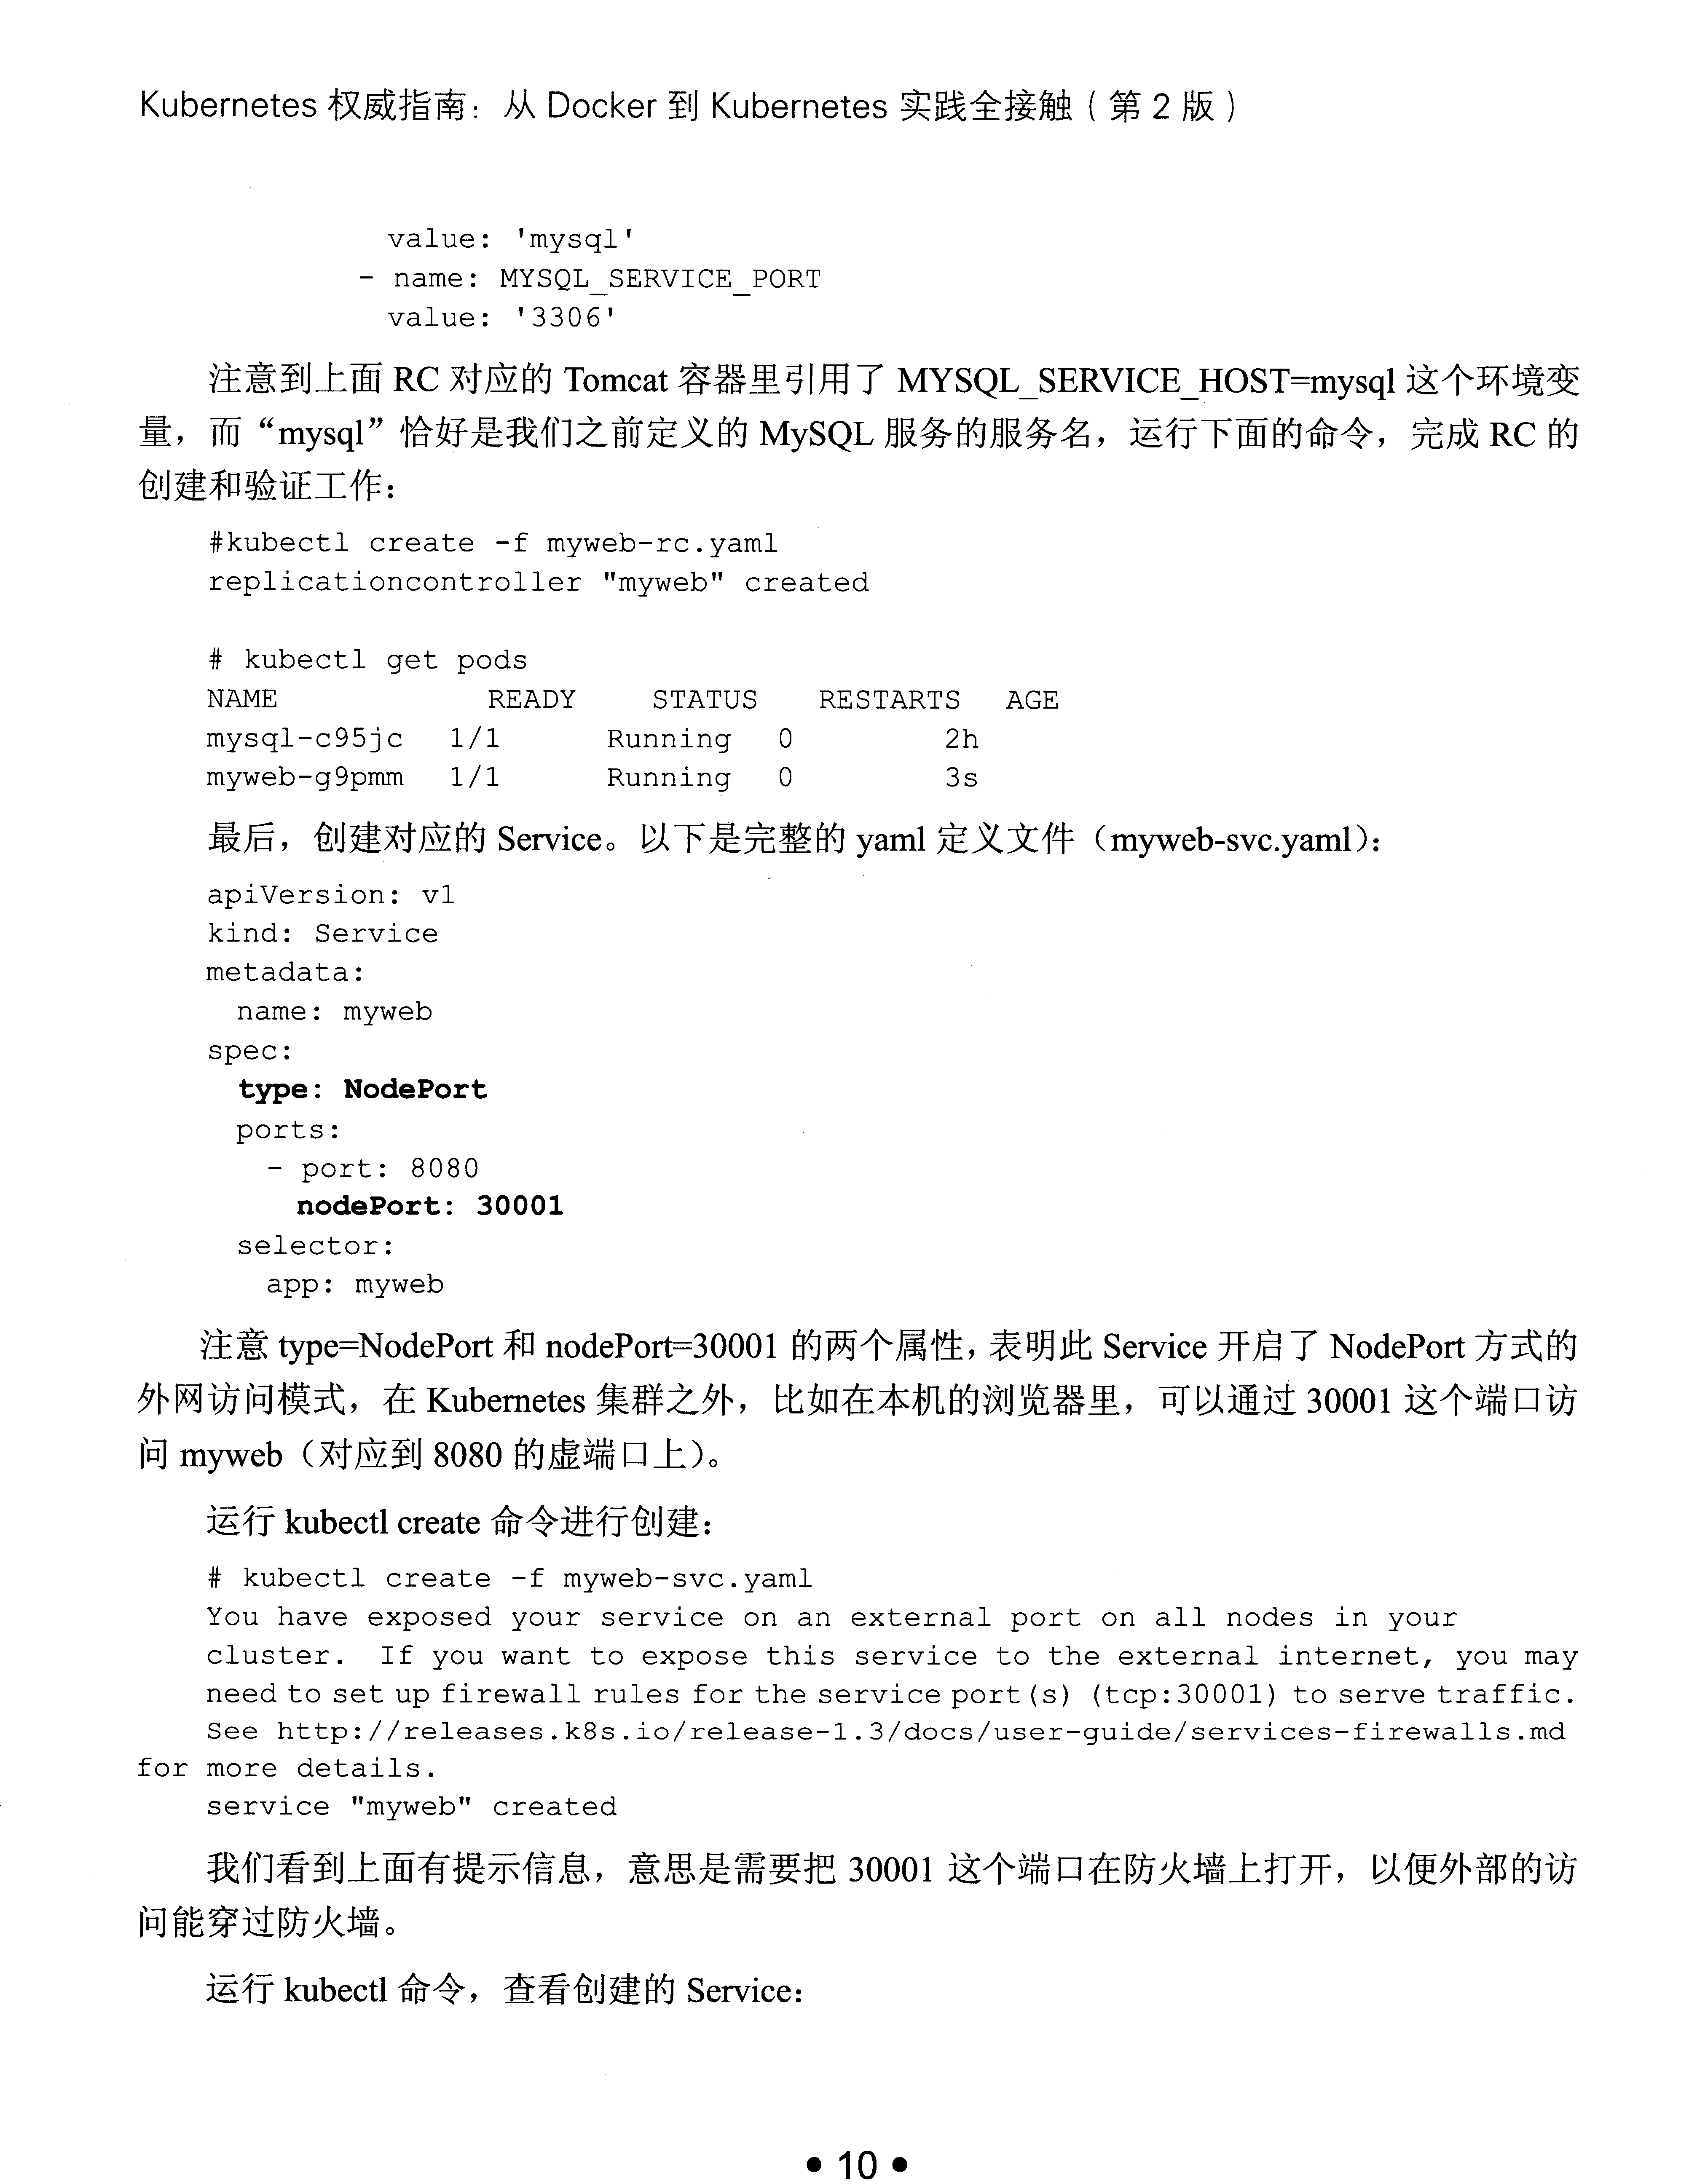 Kubernetes 权威指南：从 Docker 到 Kubernetes 实践全接触（第 2 版）
value: 'mysql'
- name: MYSQL_SERVICE_PORT
value: '3306'
注意到上面 RC 对应的 Tomcat 容器里引用了 MYSQL_SERVICE_HOST=mysql 这个环境变
量，而“mysql”恰好是我们之前定义的 MySQL 服务的服务名，运行下面的命令，完成 RC 的
创建和验证工作：
#kubectl create -f myweb-rc.yaml
replicationcontroller "myweb" created
# kubectl get pods
NAME READY STATUS RESTARTS AGE
mysql-c95jc 1/1 Running 0 2h
myweb-g9pmm 1/1 Running 0 3s
最后，创建对应的 Service。以下是完整的 yaml 定义文件（myweb-svc.yaml）：
apiVersion: v1
kind: Service
metadata:
name: myweb
spec:
type: NodePort
ports:
- port: 8080
nodePort: 30001
selector:
app: myweb
注意 type=NodePort 和 nodePort=30001 的两个属性，表明此 Service 开启了 NodePort 方式的
外网访问模式，在 Kubernetes 集群之外，比如在本机的浏览器里，可以通过 30001 这个端口访
问 myweb（对应到 8080 的虚端口上）。
运行 kubectl create 命令进行创建：
# kubectl create -f myweb-svc.yaml
You have exposed your service on an external port on all nodes in your
cluster. If you want to expose this service to the external internet, you may
need to set up firewall rules for the service port(s) (tcp:30001) to serve traffic.
See http://releases.k8s.io/release-1.3/docs/user-guide/services-firewalls.md
for more details.
service "myweb" created
我们看到上面有提示信息，意思是需要把 30001 这个端口在防火墙上打开，以便外部的访
问能穿过防火墙。
运行 kubectl 命令，查看创建的 Service：
• 10 •